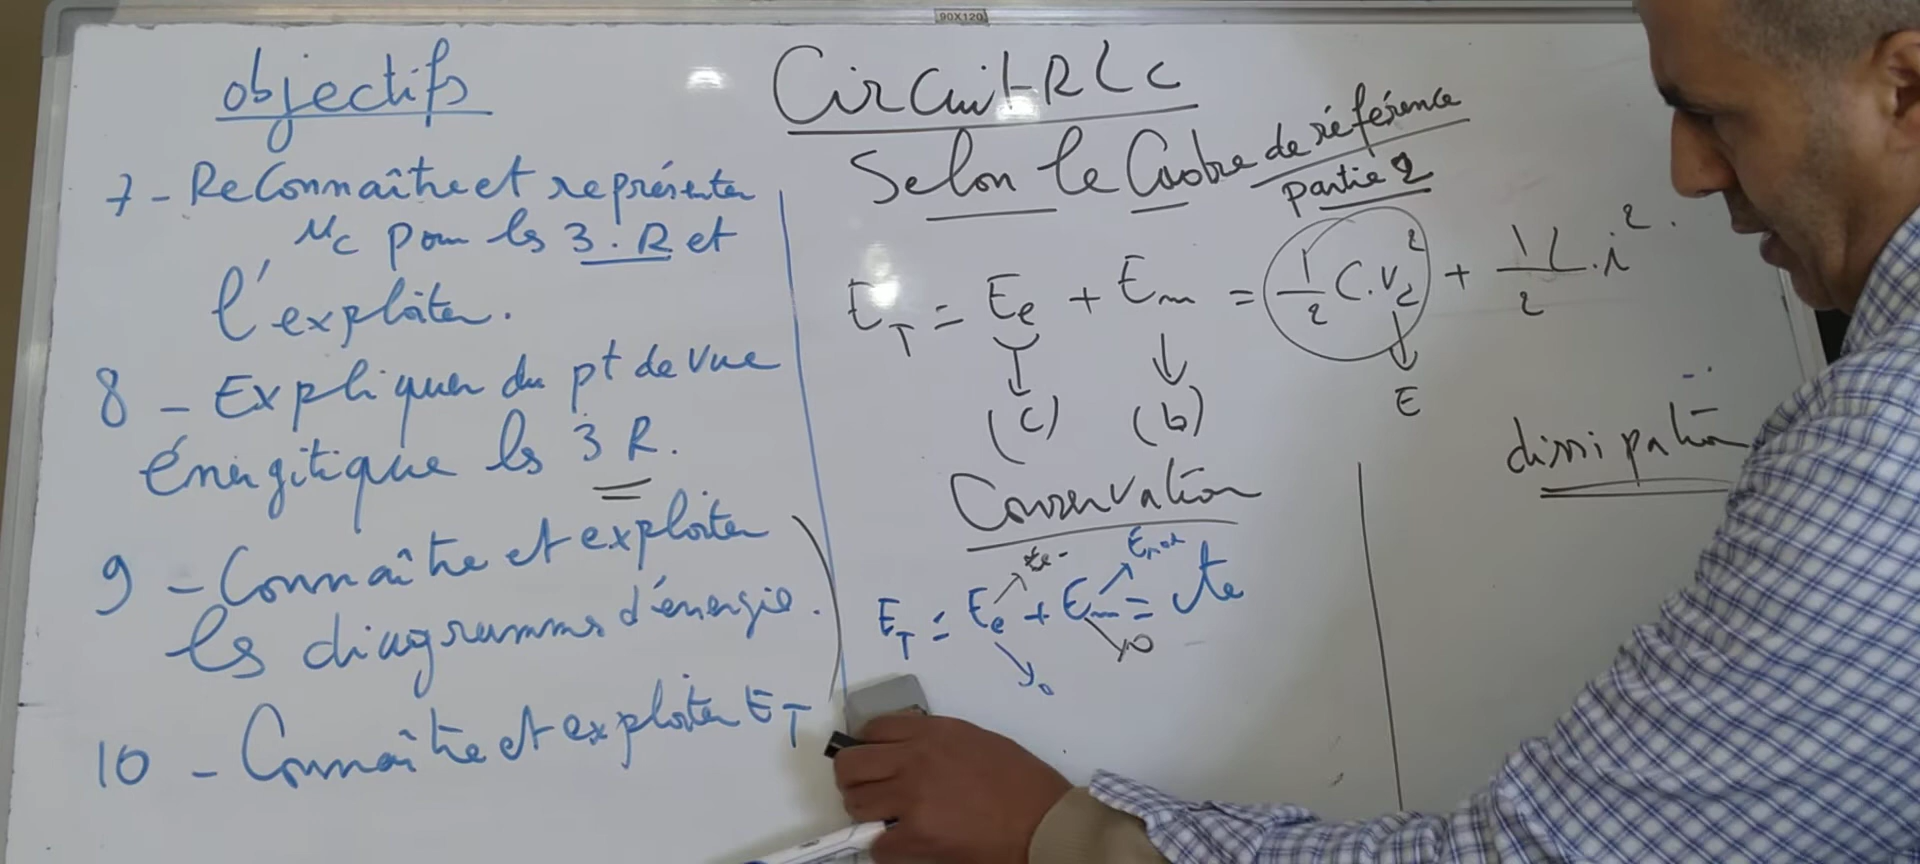 90X120
objectifs
7 - Reconnaître et représenter
uc pour les 3.R et
l'exploiter.
8 - Expliquer du pt de vue
énergitique les 3 R.
9 - Connaître et exploiter
les diagrammes d'énergie.
10 - Connaître et exploiter ET
Circuit RLC
Selon le Cadre de référence
partie 2
ET = Ee + Em = 1/2 C.Vc² + 1/2 L.i².
(C) (b) E
Conservation
dissipation
ET = Ee + Em = cte